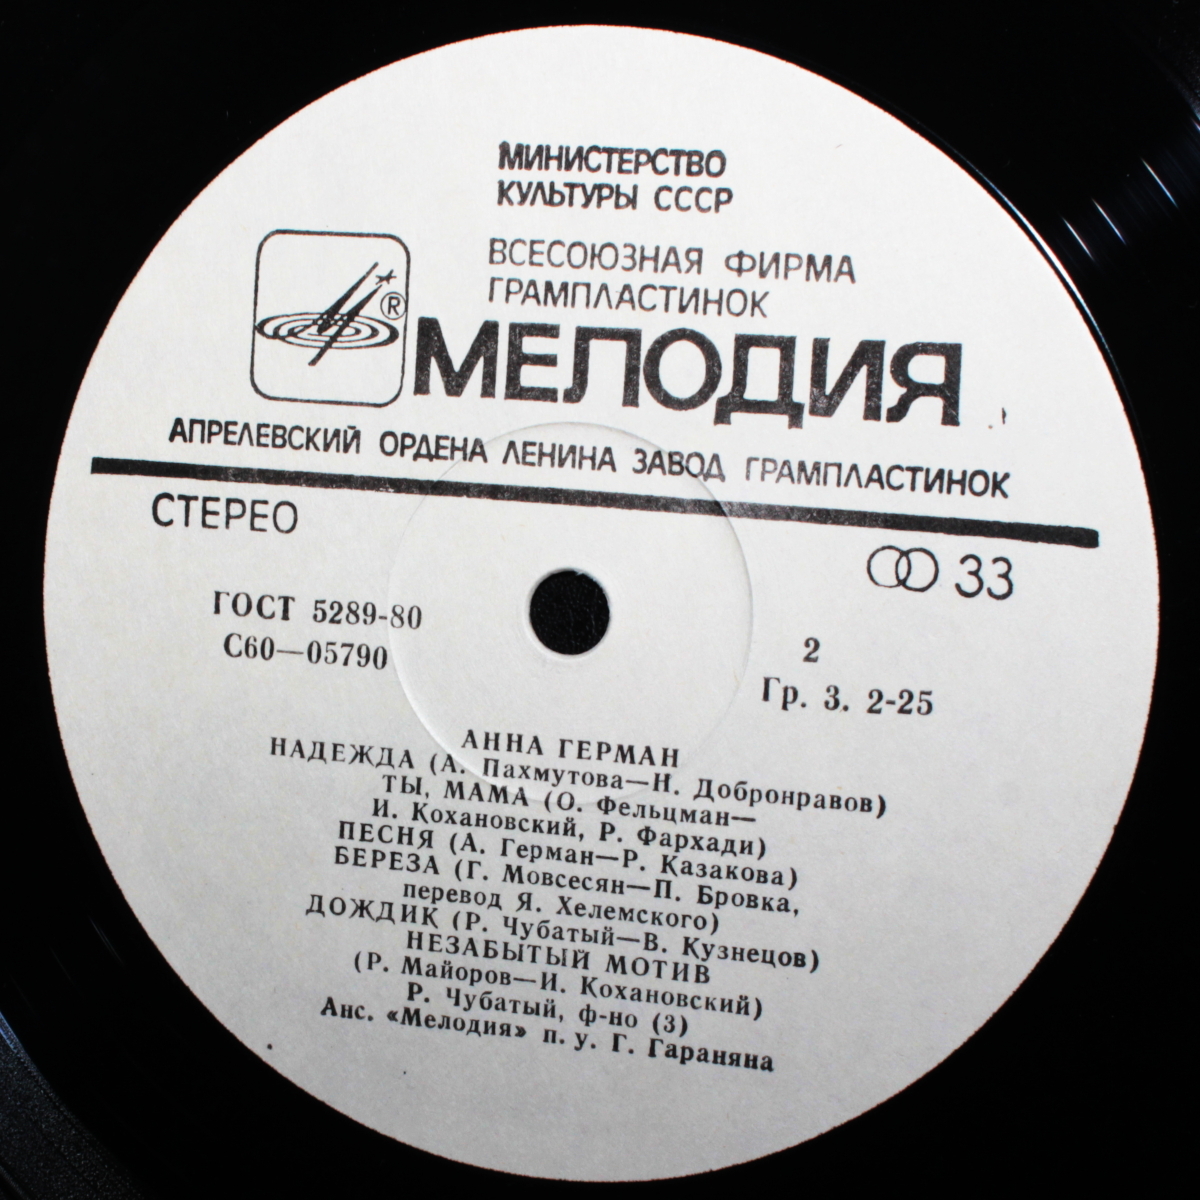 МИНИСТЕРСТВО
КУЛЬТУРЫ СССР
ВСЕСОЮЗНАЯ ФИРМА
ГРАМПЛАСТИНОК
®
МЕЛОДИЯ
АПРЕЛЕВСКИЙ ОРДЕНА ЛЕНИНА ЗАВОД ГРАМПЛАСТИНОК
СТЕРЕО
33
ГОСТ 5289-80
С60—05790
2
Гр. 3. 2-25
АННА ГЕРМАН
НАДЕЖДА (А. Пахмутова—Н. Добронравов)
ТЫ, МАМА (О. Фельцман—
И. Кохановский, Р. Фархади)
ПЕСНЯ (А. Герман—Р. Казакова)
БЕРЕЗА (Г. Мовсесян—П. Бровка,
перевод Я. Хелемского)
ДОЖДИК (Р. Чубатый—В. Кузнецов)
НЕЗАБЫТЫЙ МОТИВ
(Р. Майоров—И. Кохановский)
Р. Чубатый, ф-но (3)
Анс. «Мелодия» п. у. Г. Гараняна